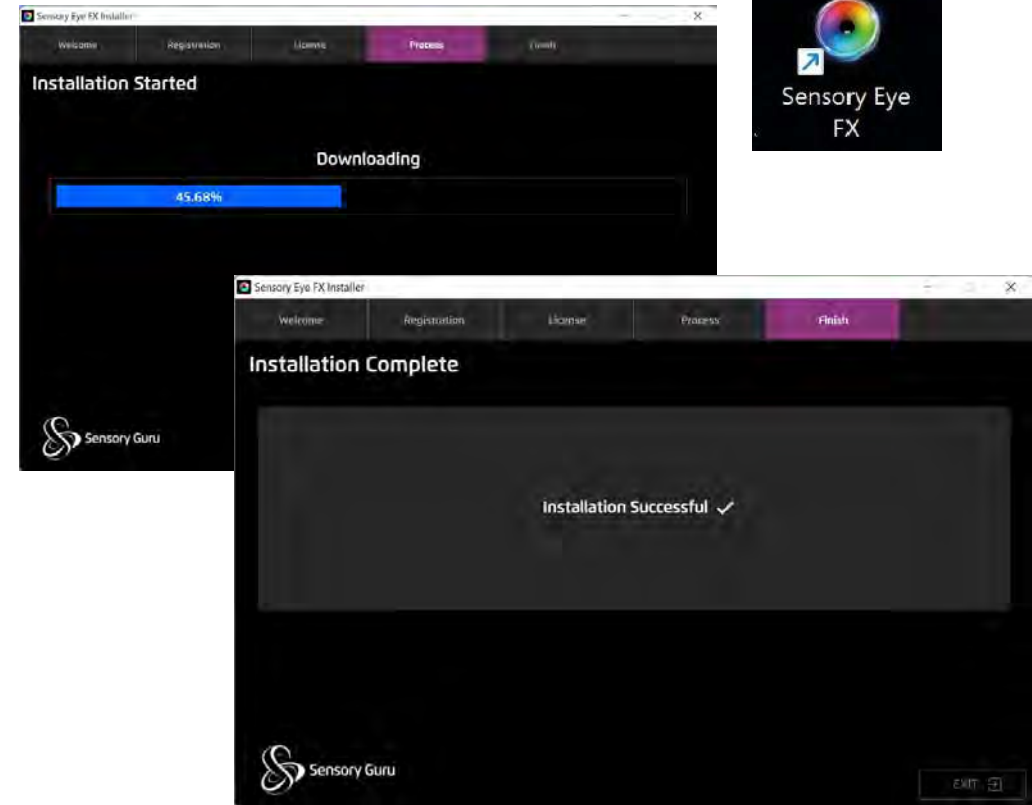 Sensory Eye FX Installer
Welcome Registration License Process Finish
Installation Started
Downloading
45.68%
Sensory Guru
Sensory Eye
FX
Sensory Eye FX Installer
Welcome Registration License Process Finish
Installation Complete
Installation Successful ✓
Sensory Guru
EXIT